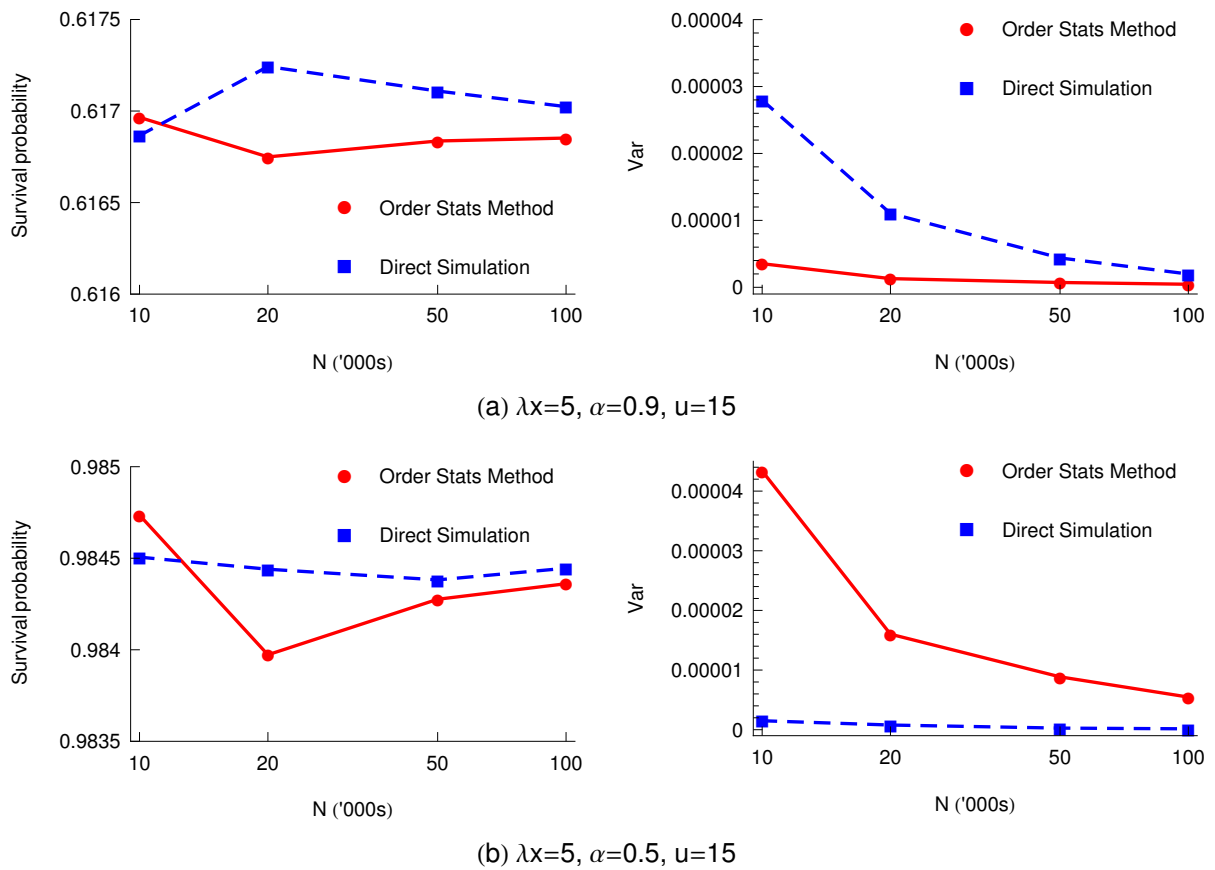 0.6175
0.617
0.6165
0.616
Survival probability
10
20
50
100
N ('000s)
Order Stats Method
Direct Simulation
0.00004
0.00003
0.00002
0.00001
0
Var
10
20
50
100
N ('000s)
Order Stats Method
Direct Simulation
(a) λx=5, α=0.9, u=15
0.985
0.9845
0.984
0.9835
Survival probability
10
20
50
100
N ('000s)
Order Stats Method
Direct Simulation
0.00004
0.00003
0.00002
0.00001
0
Var
10
20
50
100
N ('000s)
Order Stats Method
Direct Simulation
(b) λx=5, α=0.5, u=15